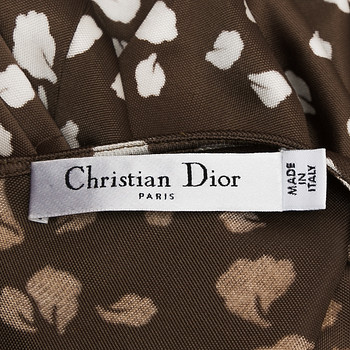 Christian Dior
PARIS
MADE
IN
ITALY